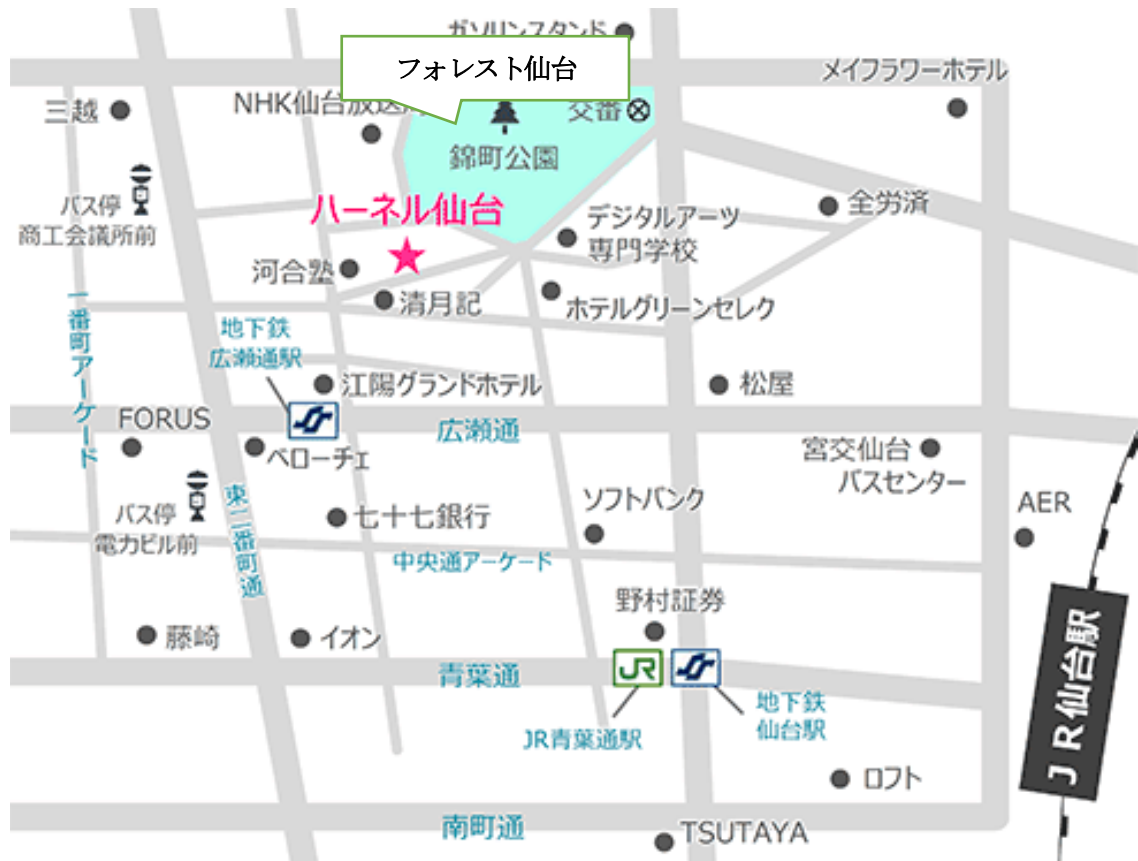 ガソリンスタンド
フォレスト仙台
メイフラワーホテル
三越
NHK仙台放送
交番
錦町公園
バス停
商工会議所前
ハーネル仙台
全労済
デジタルアーツ
専門学校
河合塾
清月記
ホテルグリーンセレク
一番町アーケード
地下鉄
広瀬通駅
江陽グランドホテル
松屋
FORUS
広瀬通
ベローチェ
宮交仙台
バスセンター
バス停
電力ビル前
東二番町通
七十七銀行
ソフトバンク
AER
中央通アーケード
野村証券
藤崎
イオン
青葉通
JR
地下鉄
仙台駅
JR青葉通駅
JR仙台駅
ロフト
南町通
TSUTAYA